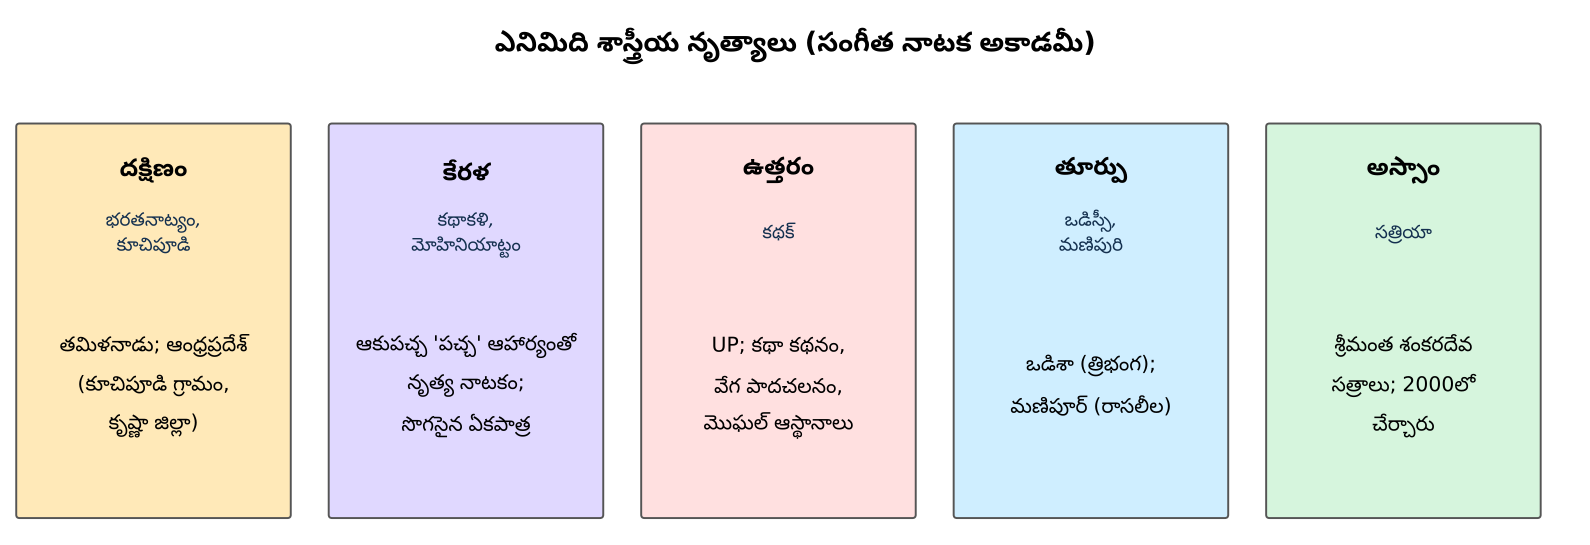 ఎనిమిది శాస్త్రీయ నృత్యాలు (సంగీత నాటక అకాడమీ)
దక్షిణం
భరతనాట్యం,
కూచిపూడి
తమిళనాడు; ఆంధ్రప్రదేశ్
(కూచిపూడి గ్రామం,
కృష్ణా జిల్లా)
కేరళ
కథాకళి,
మోహినియాట్టం
ఆకుపచ్చ 'పచ్చ' ఆహార్యంతో
నృత్య నాటకం;
సొగసైన ఏకపాత్ర
ఉత్తరం
కథక్
UP; కథా కథనం,
వేగ పాదచలనం,
మొఘల్ ఆస్థానాలు
తూర్పు
ఒడిస్సీ,
మణిపురి
ఒడిశా (త్రిభంగ);
మణిపూర్ (రాసలీల)
అస్సాం
సత్రియా
శ్రీమంత శంకరదేవ
సత్రాలు; 2000లో
చేర్చారు